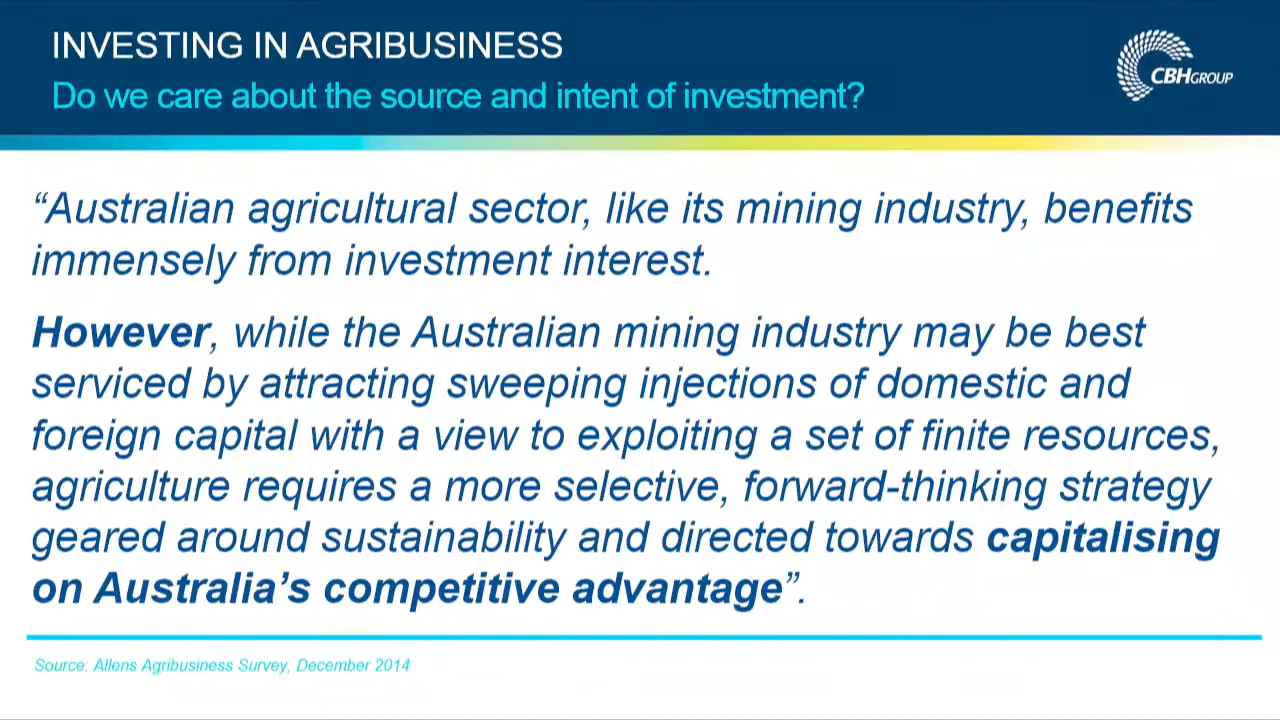 INVESTING IN AGRIBUSINESS
Do we care about the source and intent of investment?
CBHGROUP
“Australian agricultural sector, like its mining industry, benefits
immensely from investment interest.
However, while the Australian mining industry may be best
serviced by attracting sweeping injections of domestic and
foreign capital with a view to exploiting a set of finite resources,
agriculture requires a more selective, forward-thinking strategy
geared around sustainability and directed towards capitalising
on Australia’s competitive advantage”.
Source: Allens Agribusiness Survey, December 2014